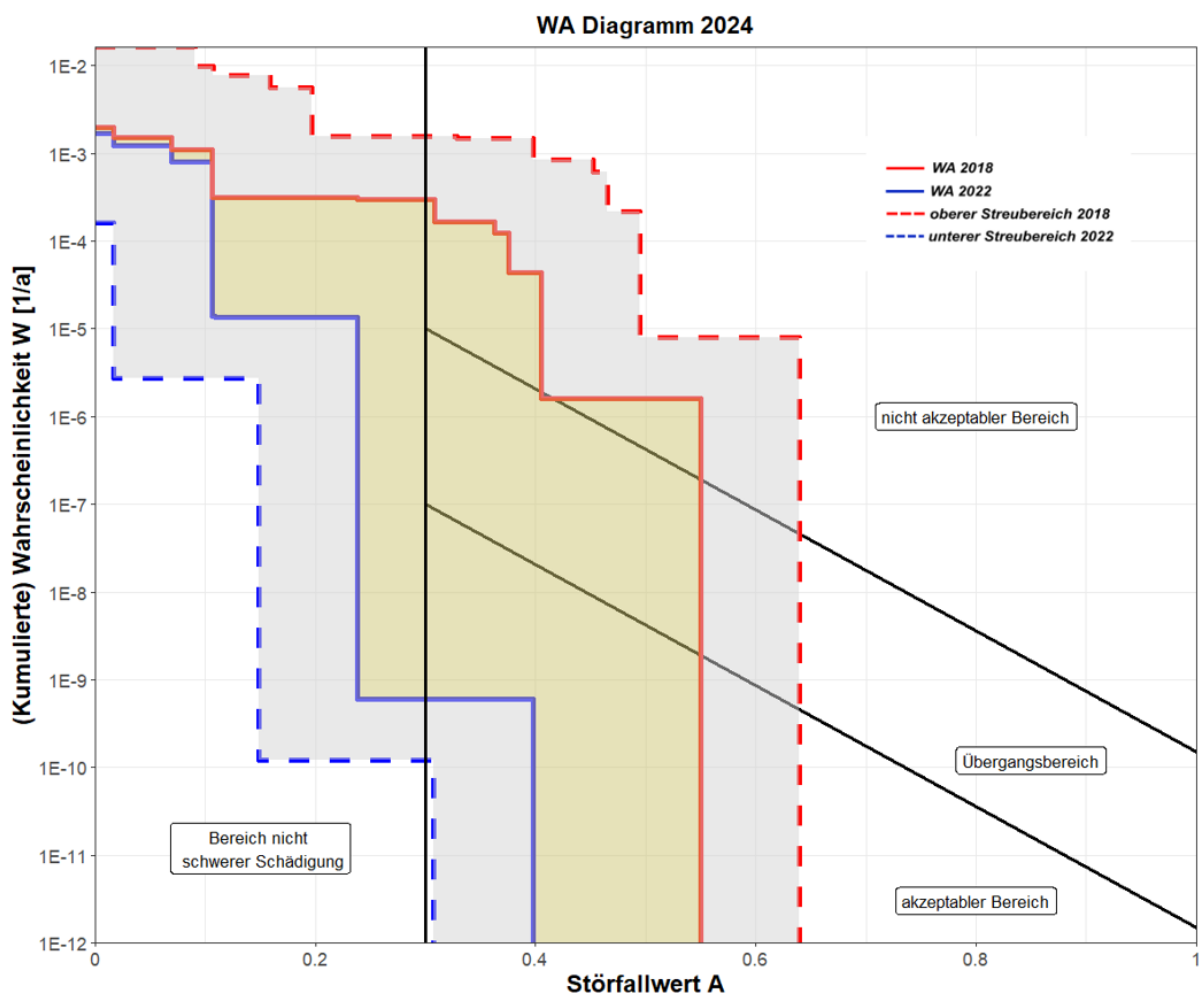 WA Diagramm 2024
(Kumulierte) Wahrscheinlichkeit W [1/a]
1E-2
1E-3
1E-4
1E-5
1E-6
1E-7
1E-8
1E-9
1E-10
1E-11
1E-12
WA 2018
WA 2022
oberer Streubereich 2018
unterer Streubereich 2022
nicht akzeptabler Bereich
Übergangsbereich
Bereich nicht
schwerer Schädigung
akzeptabler Bereich
0
0.2
0.4
0.6
0.8
1
Störfallwert A